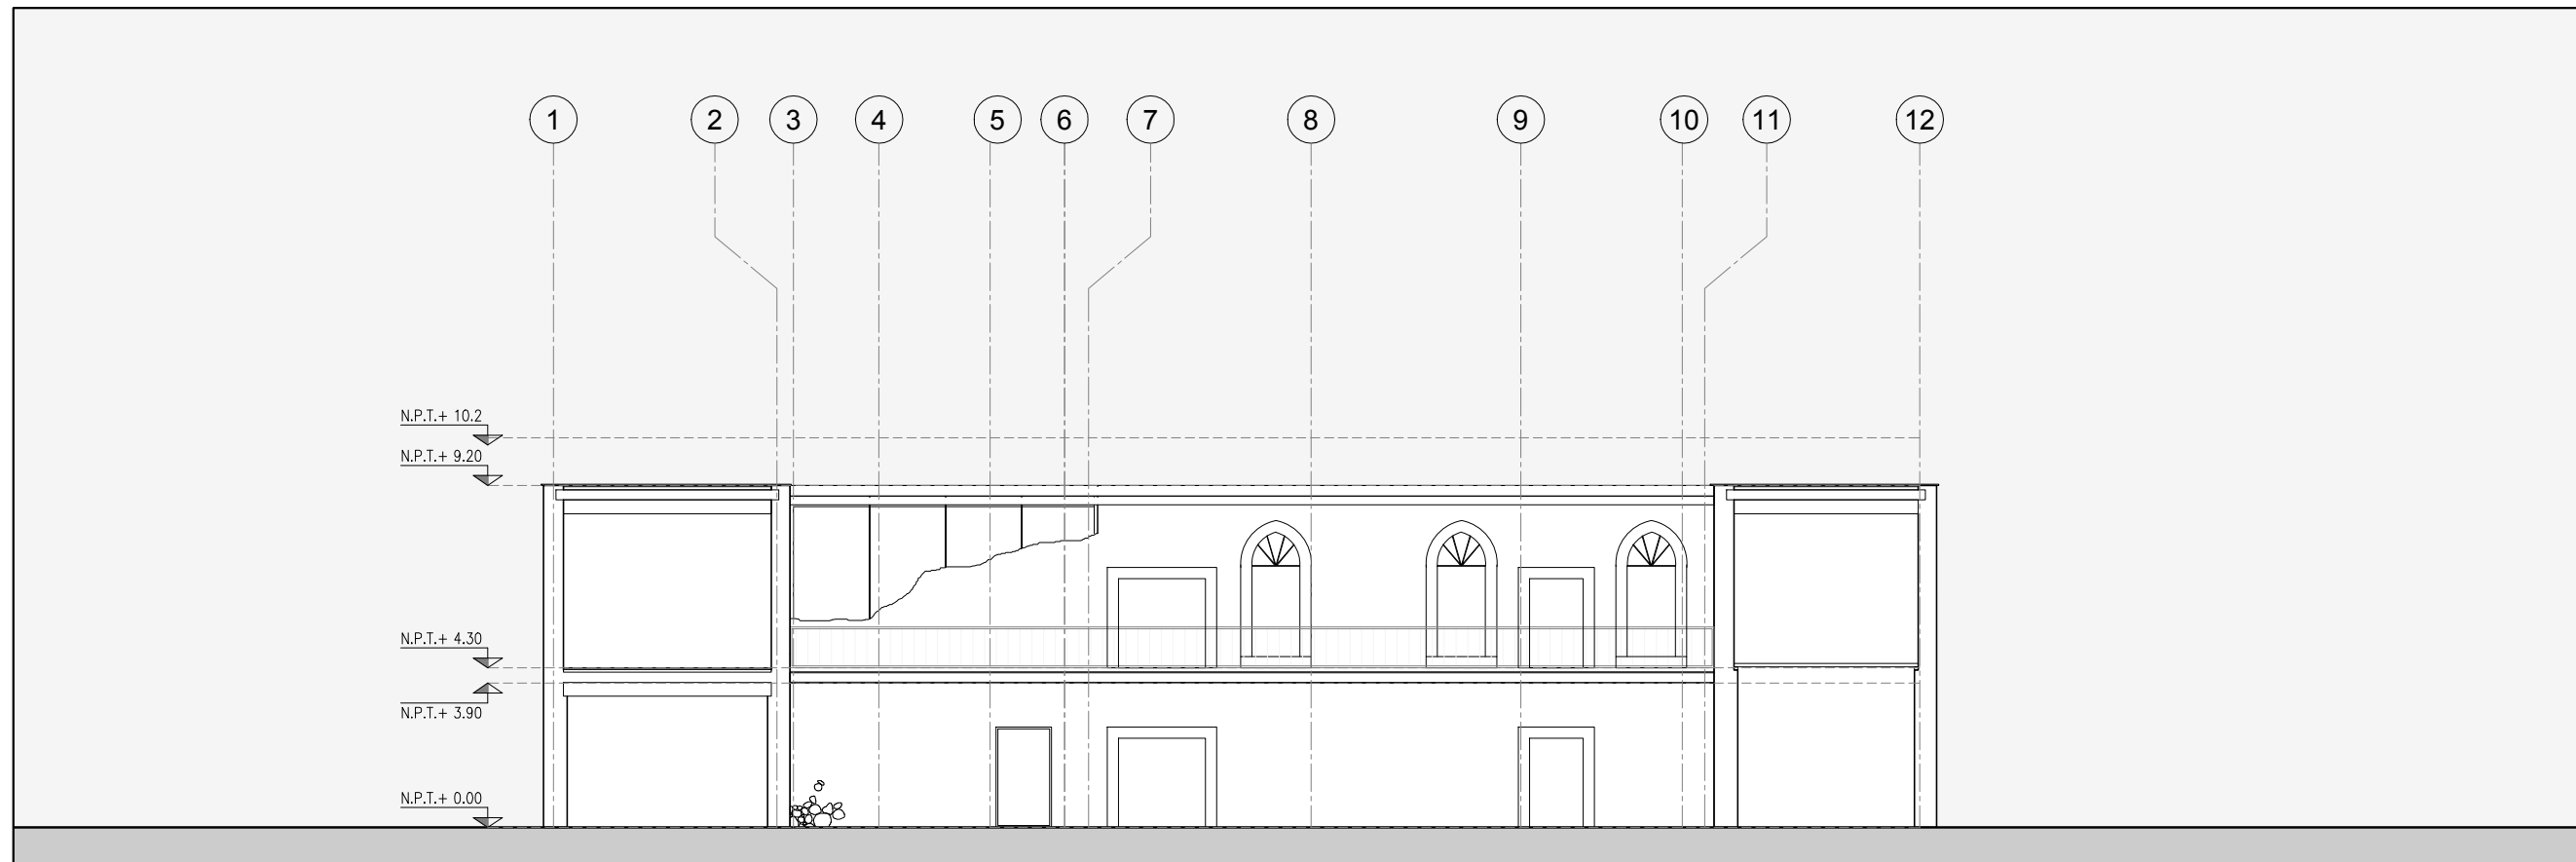 1 2 3 4 5 6 7 8 9 10 11 12
N.P.T.+ 10.2
N.P.T.+ 9.20
N.P.T.+ 4.30
N.P.T.+ 3.90
N.P.T.+ 0.00